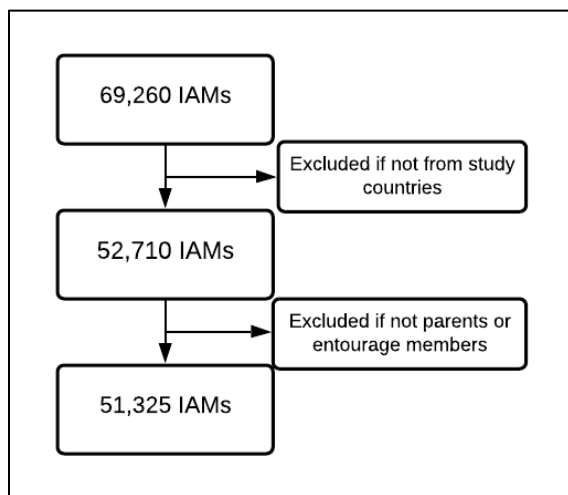 69,260 IAMs
Excluded if not from study
countries
52,710 IAMs
Excluded if not parents or
entourage members
51,325 IAMs